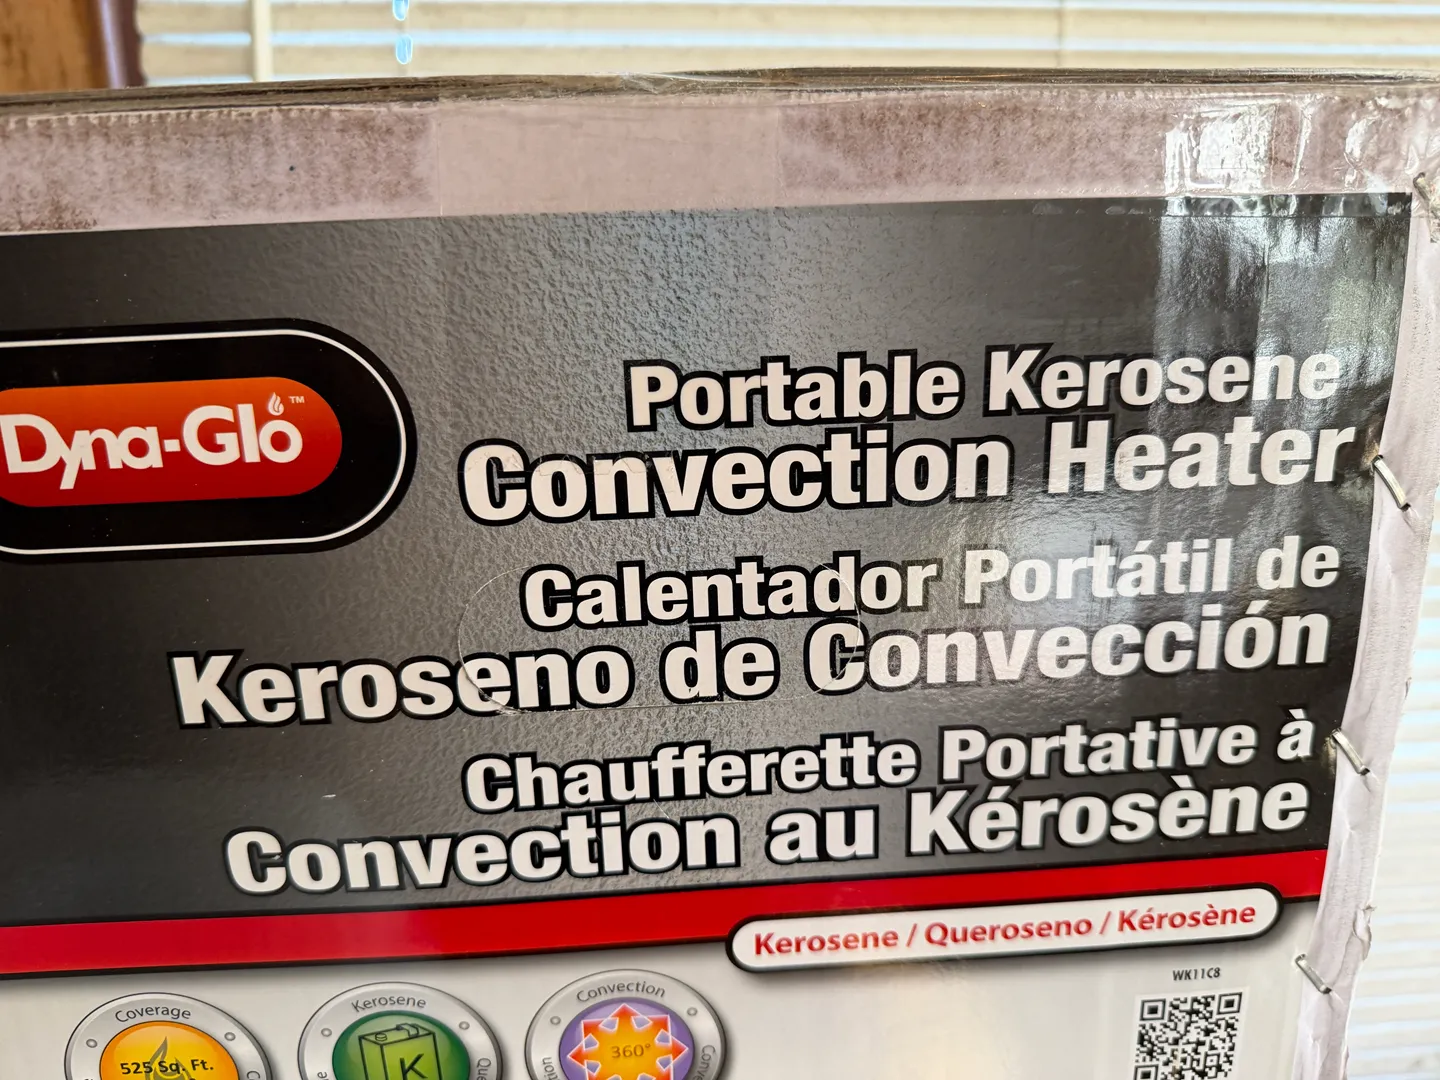 Dyna-Glo™
Portable Kerosene
Convection Heater
Calentador Portátil de
Keroseno de Convección
Chaufferette Portative à
Convection au Kérosène
Kerosene / Queroseno / Kérosène
WK11C8
Coverage
525 Sq. Ft.
Kerosene
K
Convection
360°